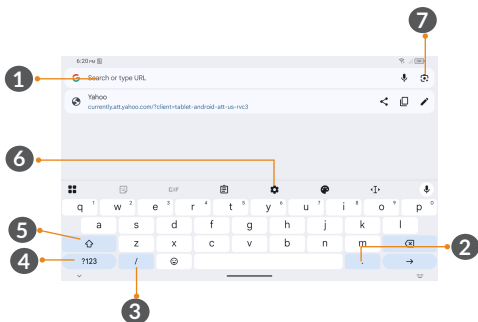 7
6:20 PM
1
G Search or type URL
Yahoo
currently.att.yahoo.com/?client=tablet-android-att-us-rvc3
6
GIF
q 1 w 2 e 3 r 4 t 5 y 6 u 7 i 8 o 9 p 0
a s d f g h j k l
5
z x c v b n m
2
4
?123 / .
3